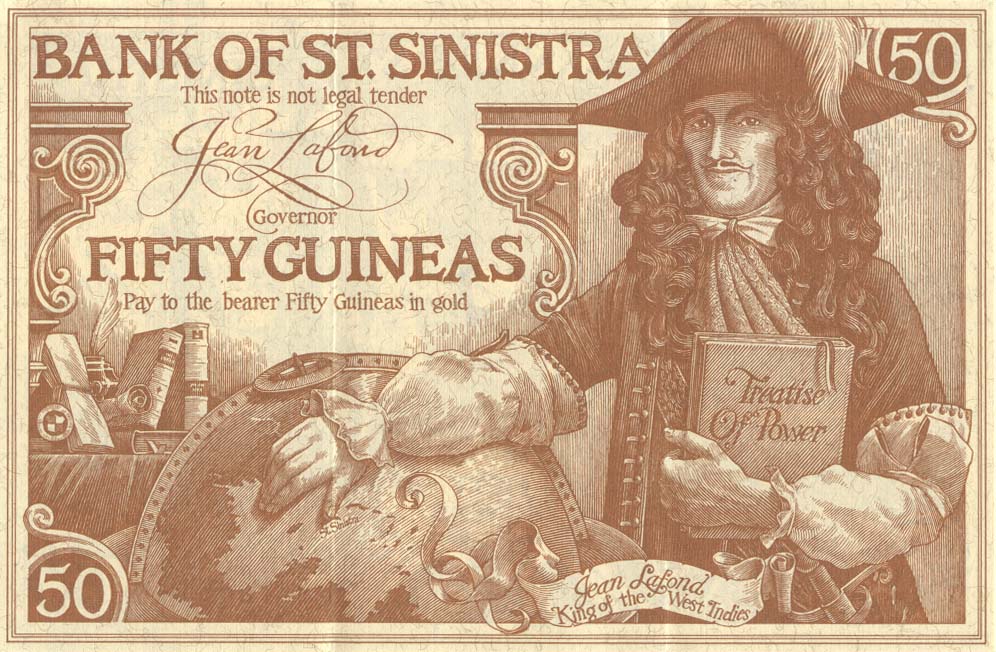 BANK OF ST. SINISTRA
50
This note is not legal tender
Jean Lafond
Governor
FIFTY GUINEAS
Pay to the bearer Fifty Guineas in gold
Treatise
Of Power
St. Sinistra
50
Jean Lafond
King of the West Indies